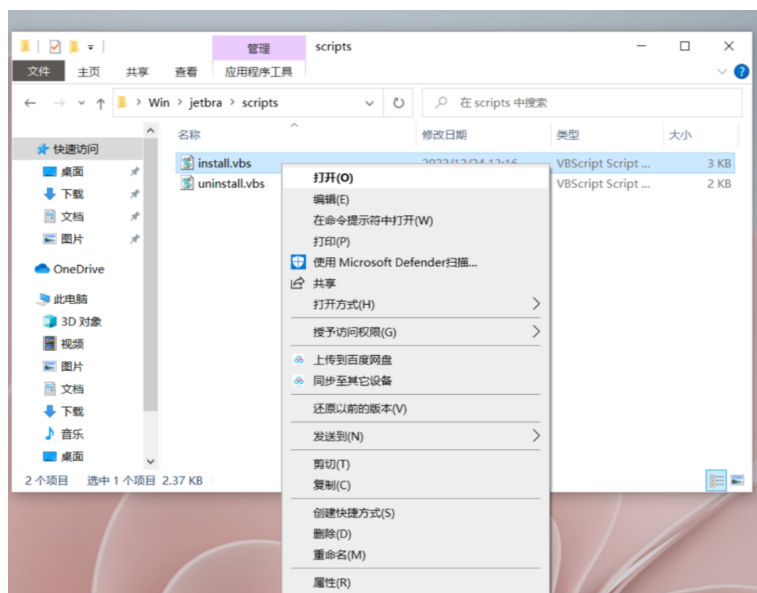 管理 scripts
文件 主页 共享 查看 应用程序工具
Win > jetbra > scripts
在 scripts 中搜索
名称 修改日期 类型 大小
快速访问
桌面
下载
文档
图片
OneDrive
此电脑
3D 对象
视频
图片
文档
下载
音乐
桌面
install.vbs 2022/12/24 12:16 VBScript Script ... 3 KB
uninstall.vbs VBScript Script ... 2 KB
打开(O)
编辑(E)
在命令提示符中打开(W)
打印(P)
使用 Microsoft Defender扫描...
共享
打开方式(H)
授予访问权限(G)
上传到百度网盘
同步至其它设备
还原以前的版本(V)
发送到(N)
剪切(T)
复制(C)
创建快捷方式(S)
删除(D)
重命名(M)
属性(R)
2 个项目 选中 1 个项目 2.37 KB